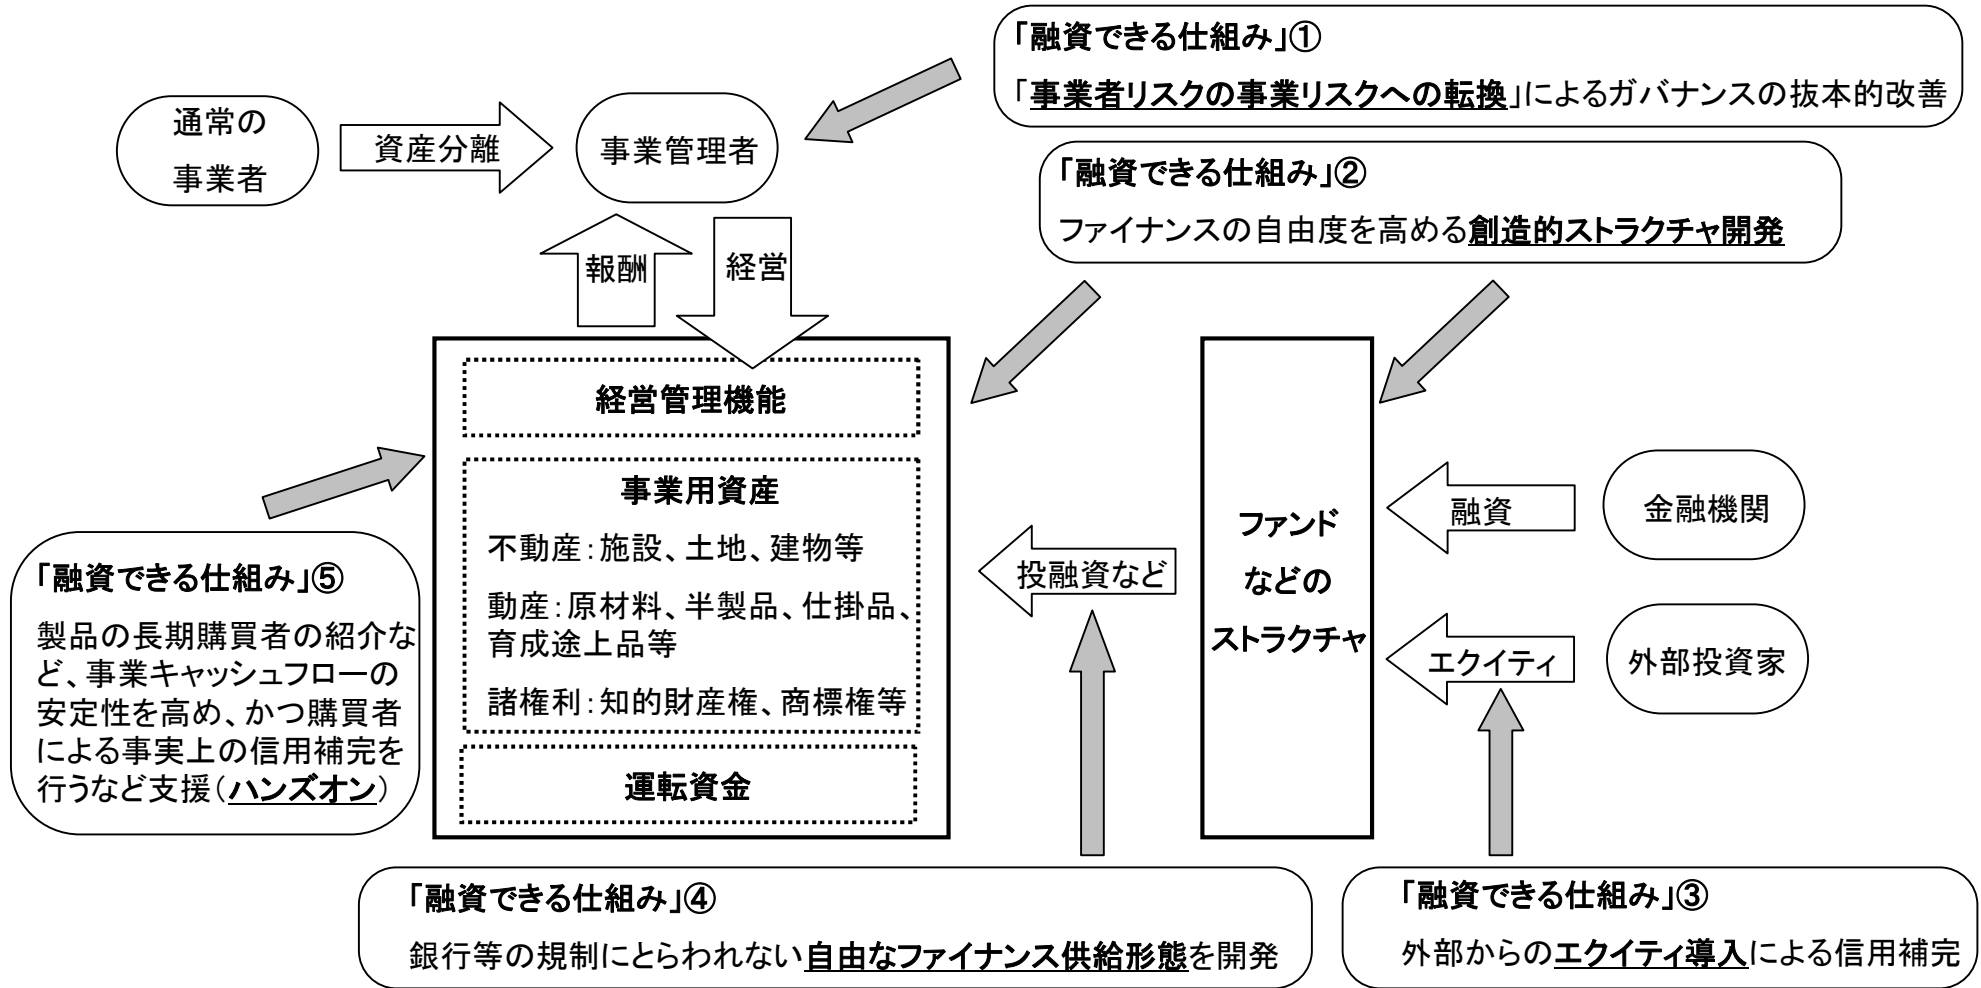 「融資できる仕組み」①
「事業者リスクの事業リスクへの転換」によるガバナンスの抜本的改善
通常の
事業者
資産分離
事業管理者
「融資できる仕組み」②
ファイナンスの自由度を高める創造的ストラクチャ開発
報酬
経営
経営管理機能
事業用資産
不動産：施設、土地、建物等
動産：原材料、半製品、仕掛品、
育成途上品等
諸権利：知的財産権、商標権等
運転資金
投融資など
ファンド
などの
ストラクチャ
融資
金融機関
エクイティ
外部投資家
「融資できる仕組み」⑤
製品の長期購買者の紹介な
ど、事業キャッシュフローの
安定性を高め、かつ購買者
による事実上の信用補完を
行うなど支援（ハンズオン）
「融資できる仕組み」④
銀行等の規制にとらわれない自由なファイナンス供給形態を開発
「融資できる仕組み」③
外部からのエクイティ導入による信用補完